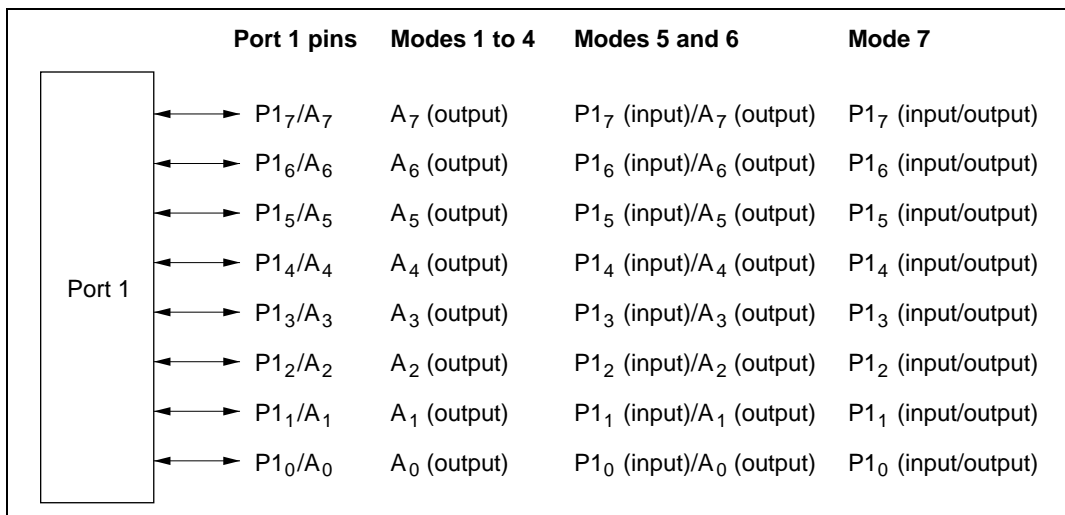 Port 1 pins Modes 1 to 4 Modes 5 and 6 Mode 7
P1₇/A₇ A₇ (output) P1₇ (input)/A₇ (output) P1₇ (input/output)
P1₆/A₆ A₆ (output) P1₆ (input)/A₆ (output) P1₆ (input/output)
P1₅/A₅ A₅ (output) P1₅ (input)/A₅ (output) P1₅ (input/output)
P1₄/A₄ A₄ (output) P1₄ (input)/A₄ (output) P1₄ (input/output)
Port 1
P1₃/A₃ A₃ (output) P1₃ (input)/A₃ (output) P1₃ (input/output)
P1₂/A₂ A₂ (output) P1₂ (input)/A₂ (output) P1₂ (input/output)
P1₁/A₁ A₁ (output) P1₁ (input)/A₁ (output) P1₁ (input/output)
P1₀/A₀ A₀ (output) P1₀ (input)/A₀ (output) P1₀ (input/output)